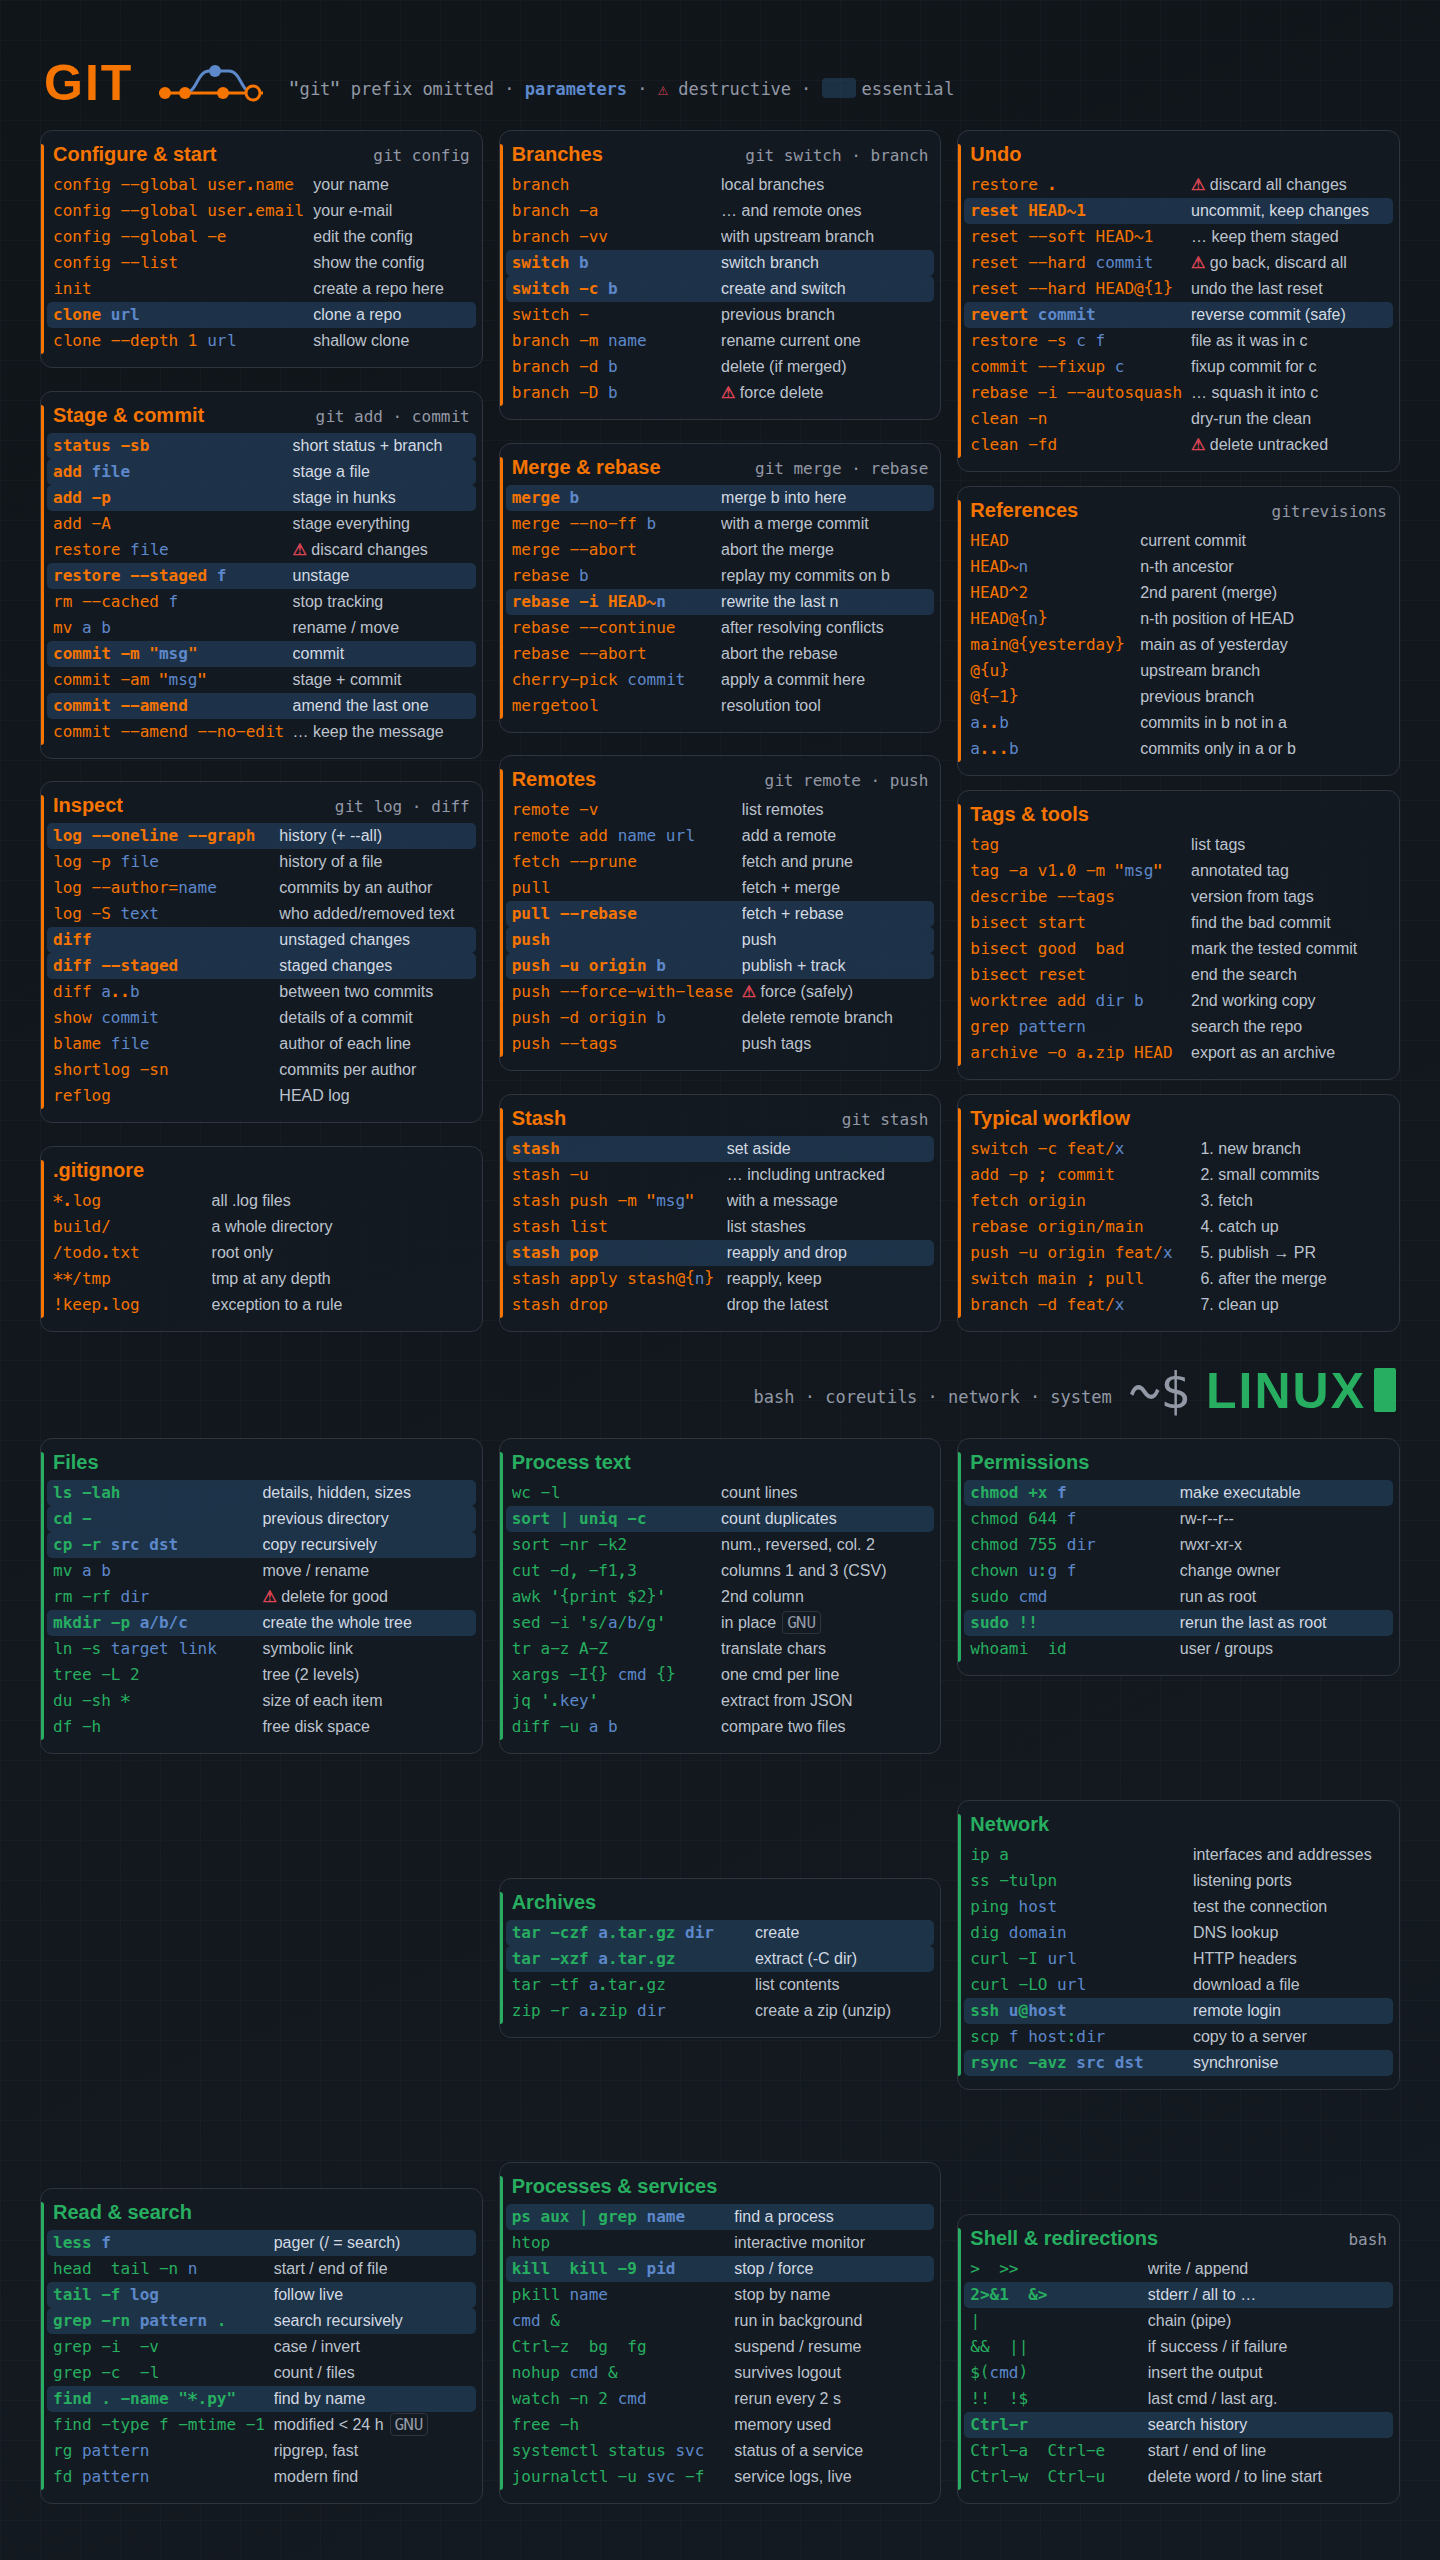 GIT
"git" prefix omitted · parameters · ⚠ destructive · essential
Configure & start git config
config --global user.name your name
config --global user.email your e-mail
config --global -e edit the config
config --list show the config
init create a repo here
clone url clone a repo
clone --depth 1 url shallow clone
Stage & commit git add · commit
status -sb short status + branch
add file stage a file
add -p stage in hunks
add -A stage everything
restore file ⚠ discard changes
restore --staged f unstage
rm --cached f stop tracking
mv a b rename / move
commit -m "msg" commit
commit -am "msg" stage + commit
commit --amend amend the last one
commit --amend --no-edit … keep the message
Inspect git log · diff
log --oneline --graph history (+ --all)
log -p file history of a file
log --author=name commits by an author
log -S text who added/removed text
diff unstaged changes
diff --staged staged changes
diff a..b between two commits
show commit details of a commit
blame file author of each line
shortlog -sn commits per author
reflog HEAD log
.gitignore
*.log all .log files
build/ a whole directory
/todo.txt root only
**/tmp tmp at any depth
!keep.log exception to a rule
Branches git switch · branch
branch local branches
branch -a … and remote ones
branch -vv with upstream branch
switch b switch branch
switch -c b create and switch
switch - previous branch
branch -m name rename current one
branch -d b delete (if merged)
branch -D b ⚠ force delete
Merge & rebase git merge · rebase
merge b merge b into here
merge --no-ff b with a merge commit
merge --abort abort the merge
rebase b replay my commits on b
rebase -i HEAD~n rewrite the last n
rebase --continue after resolving conflicts
rebase --abort abort the rebase
cherry-pick commit apply a commit here
mergetool resolution tool
Remotes git remote · push
remote -v list remotes
remote add name url add a remote
fetch --prune fetch and prune
pull fetch + merge
pull --rebase fetch + rebase
push push
push -u origin b publish + track
push --force-with-lease ⚠ force (safely)
push -d origin b delete remote branch
push --tags push tags
Stash git stash
stash set aside
stash -u … including untracked
stash push -m "msg" with a message
stash list list stashes
stash pop reapply and drop
stash apply stash@{n} reapply, keep
stash drop drop the latest
Undo
restore . ⚠ discard all changes
reset HEAD~1 uncommit, keep changes
reset --soft HEAD~1 … keep them staged
reset --hard commit ⚠ go back, discard all
reset --hard HEAD@{1} undo the last reset
revert commit reverse commit (safe)
restore -s c f file as it was in c
commit --fixup c fixup commit for c
rebase -i --autosquash … squash it into c
clean -n dry-run the clean
clean -fd ⚠ delete untracked
References gitrevisions
HEAD current commit
HEAD~n n-th ancestor
HEAD^2 2nd parent (merge)
HEAD@{n} n-th position of HEAD
main@{yesterday} main as of yesterday
@{u} upstream branch
@{-1} previous branch
a..b commits in b not in a
a...b commits only in a or b
Tags & tools
tag list tags
tag -a v1.0 -m "msg" annotated tag
describe --tags version from tags
bisect start find the bad commit
bisect good bad mark the tested commit
bisect reset end the search
worktree add dir b 2nd working copy
grep pattern search the repo
archive -o a.zip HEAD export as an archive
Typical workflow
switch -c feat/x 1. new branch
add -p ; commit 2. small commits
fetch origin 3. fetch
rebase origin/main 4. catch up
push -u origin feat/x 5. publish → PR
switch main ; pull 6. after the merge
branch -d feat/x 7. clean up
bash · coreutils · network · system ~$ LINUX
Files
ls -lah details, hidden, sizes
cd - previous directory
cp -r src dst copy recursively
mv a b move / rename
rm -rf dir ⚠ delete for good
mkdir -p a/b/c create the whole tree
ln -s target link symbolic link
tree -L 2 tree (2 levels)
du -sh * size of each item
df -h free disk space
Read & search
less f pager (/ = search)
head tail -n n start / end of file
tail -f log follow live
grep -rn pattern . search recursively
grep -i -v case / invert
grep -c -l count / files
find . -name "*.py" find by name
find -type f -mtime -1 modified < 24 h GNU
rg pattern ripgrep, fast
fd pattern modern find
Process text
wc -l count lines
sort | uniq -c count duplicates
sort -nr -k2 num., reversed, col. 2
cut -d, -f1,3 columns 1 and 3 (CSV)
awk '{print $2}' 2nd column
sed -i 's/a/b/g' in place GNU
tr a-z A-Z translate chars
xargs -I{} cmd {} one cmd per line
jq '.key' extract from JSON
diff -u a b compare two files
Archives
tar -czf a.tar.gz dir create
tar -xzf a.tar.gz extract (-C dir)
tar -tf a.tar.gz list contents
zip -r a.zip dir create a zip (unzip)
Processes & services
ps aux | grep name find a process
htop interactive monitor
kill kill -9 pid stop / force
pkill name stop by name
cmd & run in background
Ctrl-z bg fg suspend / resume
nohup cmd & survives logout
watch -n 2 cmd rerun every 2 s
free -h memory used
systemctl status svc status of a service
journalctl -u svc -f service logs, live
Permissions
chmod +x f make executable
chmod 644 f rw-r--r--
chmod 755 dir rwxr-xr-x
chown u:g f change owner
sudo cmd run as root
sudo !! rerun the last as root
whoami id user / groups
Network
ip a interfaces and addresses
ss -tulpn listening ports
ping host test the connection
dig domain DNS lookup
curl -I url HTTP headers
curl -LO url download a file
ssh u@host remote login
scp f host:dir copy to a server
rsync -avz src dst synchronise
Shell & redirections bash
> >> write / append
2>&1 &> stderr / all to …
| chain (pipe)
&& || if success / if failure
$(cmd) insert the output
!! !$ last cmd / last arg.
Ctrl-r search history
Ctrl-a Ctrl-e start / end of line
Ctrl-w Ctrl-u delete word / to line start